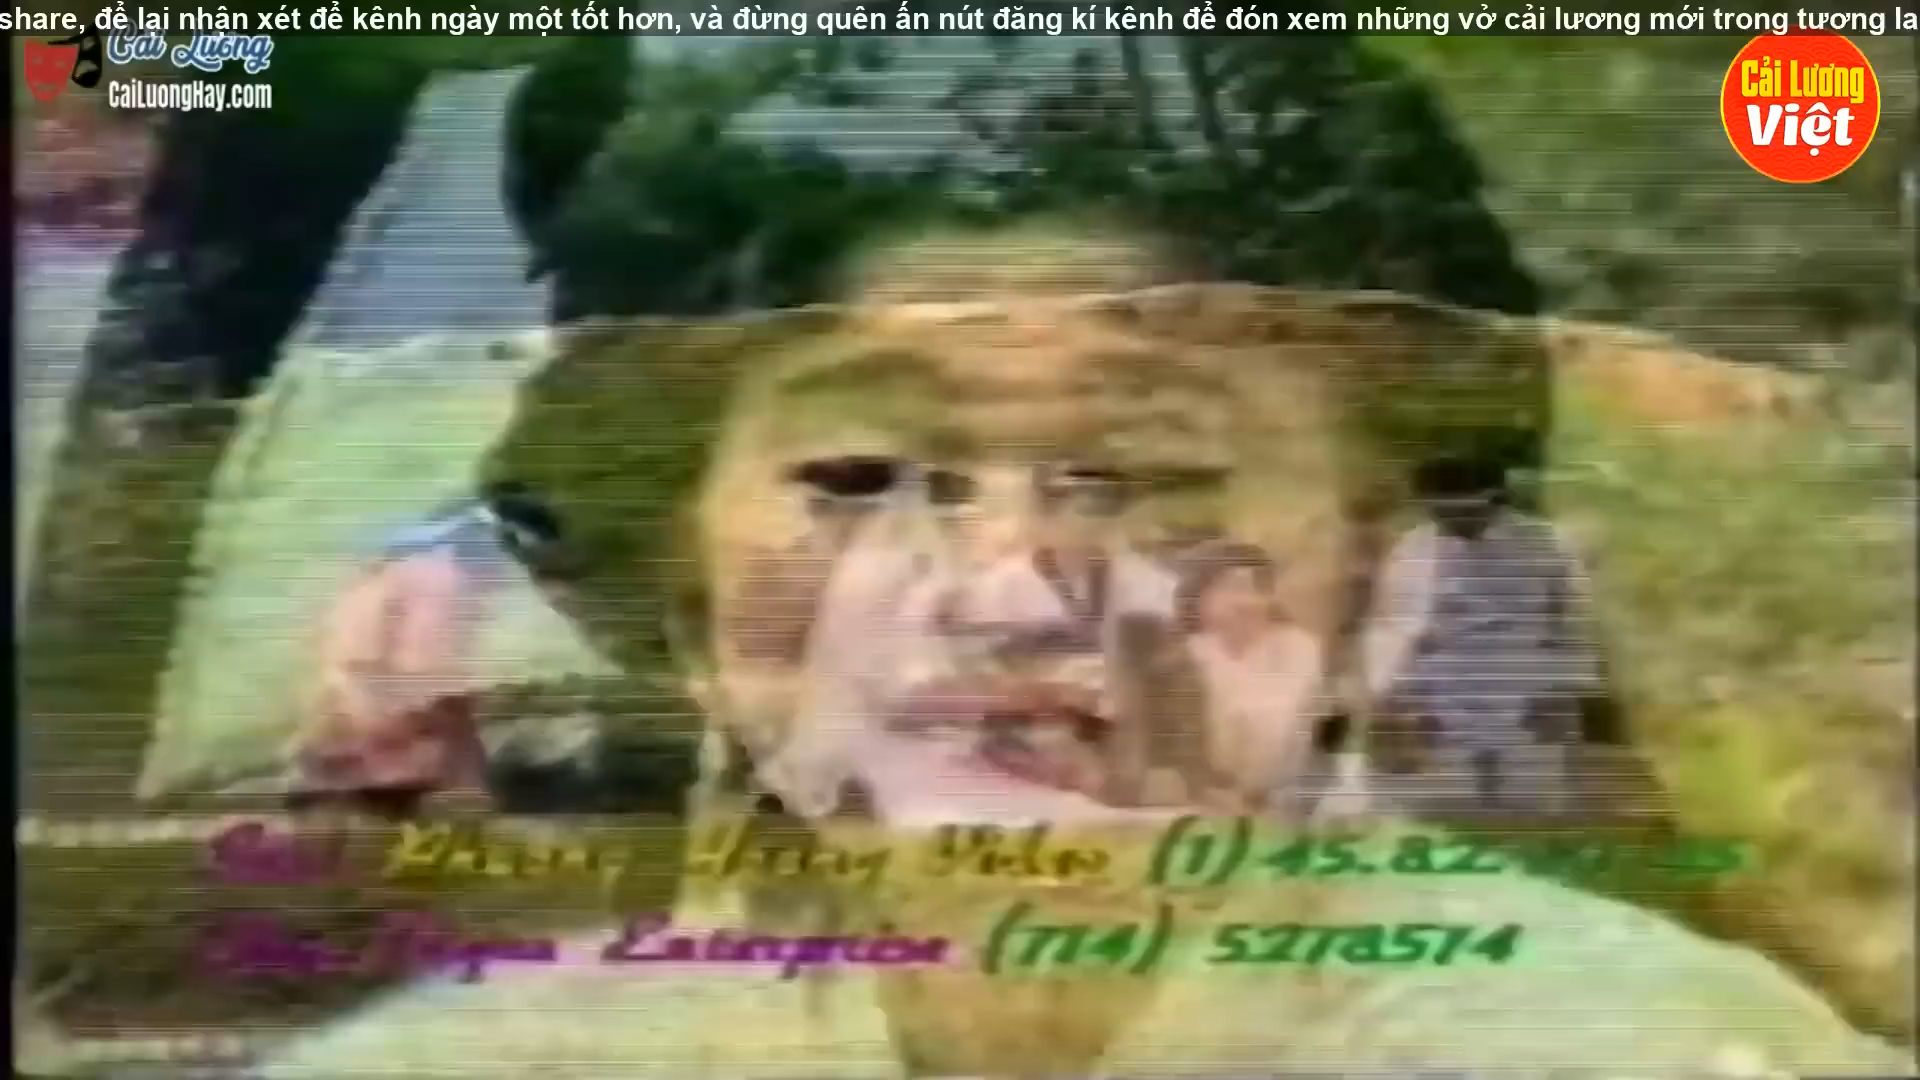 share, để lại nhận xét để kênh ngày một tốt hơn, và đừng quên ấn nút đăng kí kênh để đón xem những vở cải lương mới trong tương la
Cải Lương
CaiLuongHay.com
Cải Lương
Việt
Video (1) 45.82
Enterprise (714) 5278574